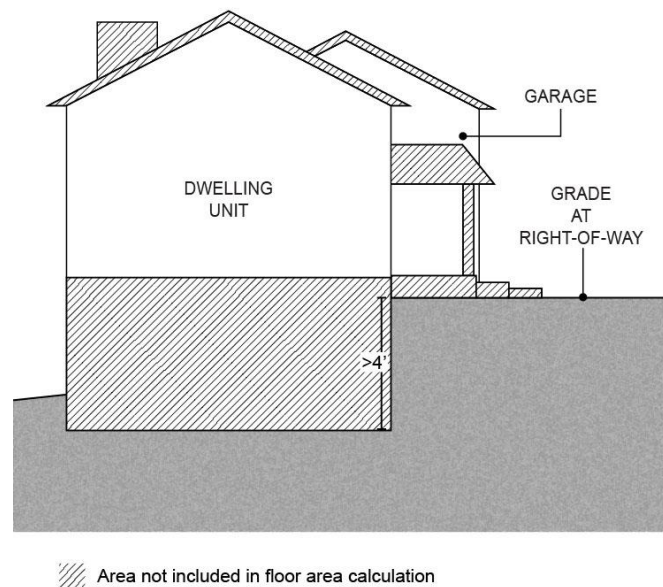 GARAGE
DWELLING
UNIT
GRADE
AT
RIGHT-OF-WAY
>4'
Area not included in floor area calculation